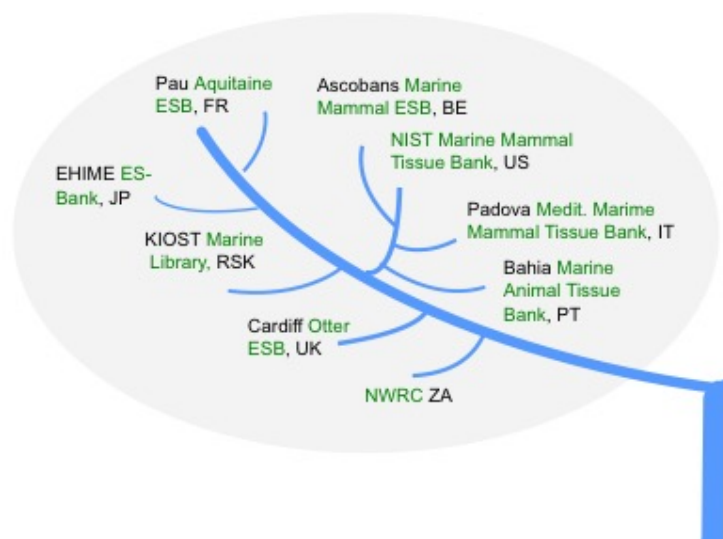 Pau Aquitaine
ESB, FR
Ascobans Marine
Mammal ESB, BE
NIST Marine Mammal
Tissue Bank, US
EHIME ES-
Bank, JP
Padova Medit. Marime
Mammal Tissue Bank, IT
KIOST Marine
Library, RSK
Bahia Marine
Animal Tissue
Bank, PT
Cardiff Otter
ESB, UK
NWRC ZA